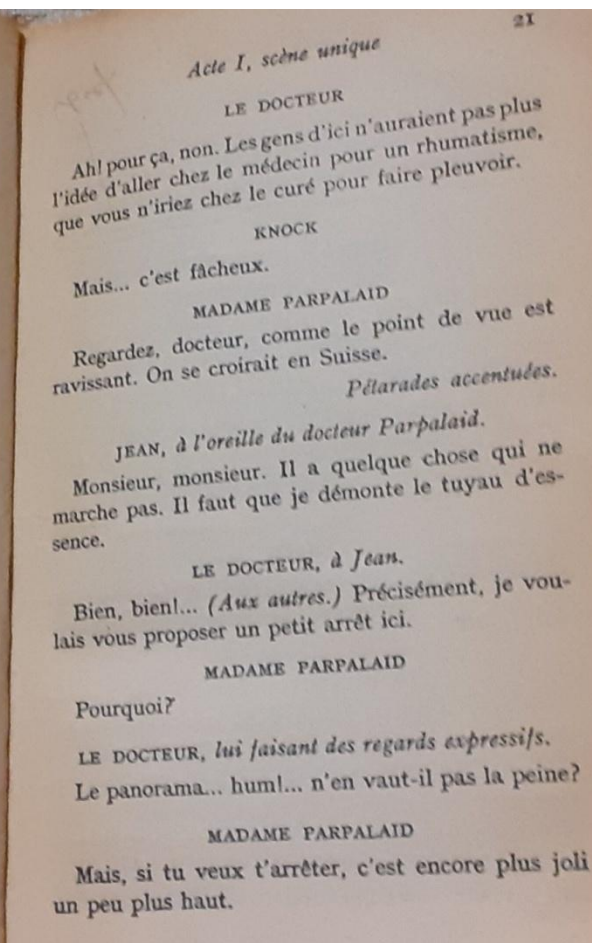 21
Acte I, scène unique
LE DOCTEUR
Ah! pour ça, non. Les gens d'ici n'auraient pas plus
l'idée d'aller chez le médecin pour un rhumatisme,
que vous n'iriez chez le curé pour faire pleuvoir.
KNOCK
Mais... c'est fâcheux.
MADAME PARPALAID
Regardez, docteur, comme le point de vue est
ravissant. On se croirait en Suisse.
Pétarades accentuées.
JEAN, à l'oreille du docteur Parpalaid.
Monsieur, monsieur. Il a quelque chose qui ne
marche pas. Il faut que je démonte le tuyau d'es-
sence.
LE DOCTEUR, à Jean.
Bien, bien!... (Aux autres.) Précisément, je vou-
lais vous proposer un petit arrêt ici.
MADAME PARPALAID
Pourquoi?
LE DOCTEUR, lui faisant des regards expressifs.
Le panorama... hum!... n'en vaut-il pas la peine?
MADAME PARPALAID
Mais, si tu veux t'arrêter, c'est encore plus joli
un peu plus haut.